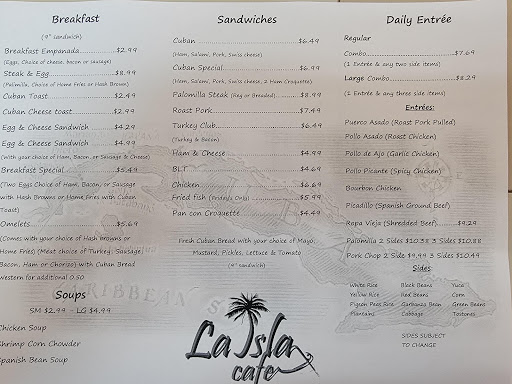 Breakfast
(9" sandwich)
Breakfast Empanada $2.99
(Eggs, Choice of cheese, bacon or sausage)
Steak & Egg $8.99
(Palomilla, Choice of Home Fries or Hash Brown)
Cuban Toast $2.49
Cuban Cheese toast $2.99
Egg & Cheese Sandwich $4.29
Egg & Cheese Sandwich $4.99
(With your choice of Ham, Bacon, or Sausage & Cheese)
Breakfast Special $5.49
(Two Eggs Choice of Ham, Bacon, or Sausage
with Hash Browns or Home Fries with Cuban
Toast)
Omelets $5.69
(Comes with your choice of Hash browns or
Home Fries) (Meat choice of Turkey, Sausage,
Bacon, Ham or Chorizo) with Cuban Bread
Western for additional 0.50
Soups
SM $2.99 - LG $4.99
Chicken Soup
Shrimp Corn Chowder
Spanish Bean Soup
Sandwiches
Cuban $6.49
(Ham, Salami, Pork, Swiss cheese)
Cuban Special $6.99
(Ham, Salami, Pork, Swiss cheese, 2 Ham Croquetta)
Palomilla Steak (Reg or Breaded) $8.99
Roast Pork $7.49
Turkey Club $6.49
(Turkey & Bacon)
Ham & Cheese $4.99
BLT $4.69
Chicken $6.69
Fried fish (Friday's Only) $5.99
Pan con Croquette $4.49
Fresh Cuban Bread with your choice of Mayo,
Mustard, Pickles, Lettuce & Tomato
(9" sandwich)
CARIBBEAN S
La Isla
cafe
Daily Entrée
Regular
Combo $7.69
(1 Entrée & any two side items)
Large Combo $8.29
(1 Entrée & any three side items)
Entrées:
Puerco Asado (Roast Pork Pulled)
Pollo Asado (Roast Chicken)
Pollo de Ajo (Garlic Chicken)
Pollo Picante (Spicy Chicken)
Bourbon Chicken
Picadillo (Spanish Ground Beef)
Ropa Vieja (Shredded Beef) $9.29
Palomilla 2 Sides $10.38 3 Sides $10.88
Pork Chop 2 Side $9.99 3 Sides $10.49
Sides
White Rice Black Beans Yuca
Yellow Rice Red Beans Corn
Pigeon Peas Rice Garbanzo Bean Green Beans
Plantains Cabbage Tostones
SIDES SUBJECT
TO CHANGE